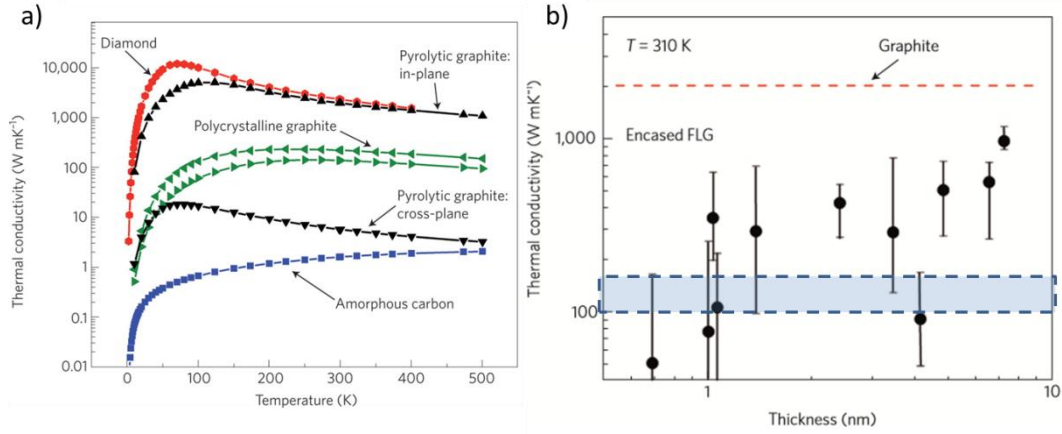 a)
Thermal conductivity (W mK⁻¹)
10,000
1,000
100
10
1
0.1
0.01
Diamond
Pyrolytic graphite:
in-plane
Polycrystalline graphite
Pyrolytic graphite:
cross-plane
Amorphous carbon
0 100 200 300 400 500
Temperature (K)
b)
Thermal conductivity (W mK⁻¹)
1,000
100
T = 310 K
Graphite
Encased FLG
1 10
Thickness (nm)